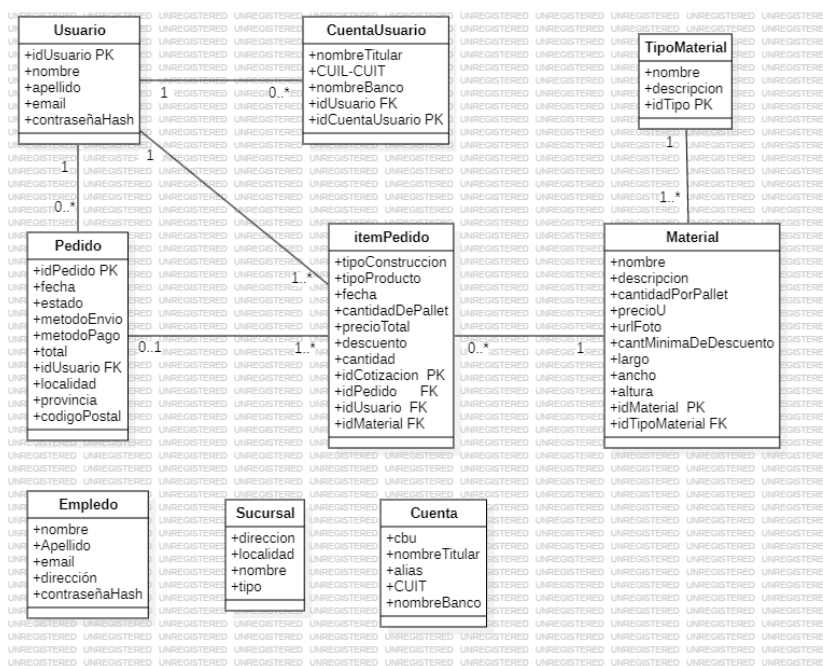 Usuario
+idUsuario PK
+nombre
+apellido
+email
+contraseñaHash
CuentaUsuario
+nombreTitular
+CUIL-CUIT
+nombreBanco
+idUsuario FK
+idCuentaUsuario PK
TipoMaterial
+nombre
+descripcion
+idTipo PK
1
0..*
1
1
0..*
1
1..*
Pedido
+idPedido PK
+fecha
+estado
+metodoEnvio
+metodoPago
+total
+idUsuario FK
+localidad
+provincia
+codigoPostal
itemPedido
+tipoConstruccion
+tipoProducto
+fecha
+cantidadDePallet
+precioTotal
+descuento
+cantidad
+idCotizacion PK
+idPedido FK
+idUsuario FK
+idMaterial FK
Material
+nombre
+descripcion
+cantidadPorPallet
+precioU
+urlFoto
+cantMinimaDeDescuento
+largo
+ancho
+altura
+idMaterial PK
+idTipoMaterial FK
1..*
0..1
1..*
0..*
1
Empledo
+nombre
+Apellido
+email
+dirección
+contraseñaHash
Sucursal
+direccion
+localidad
+nombre
+tipo
Cuenta
+cbu
+nombreTitular
+alias
+CUIT
+nombreBanco
UNREGISTERED